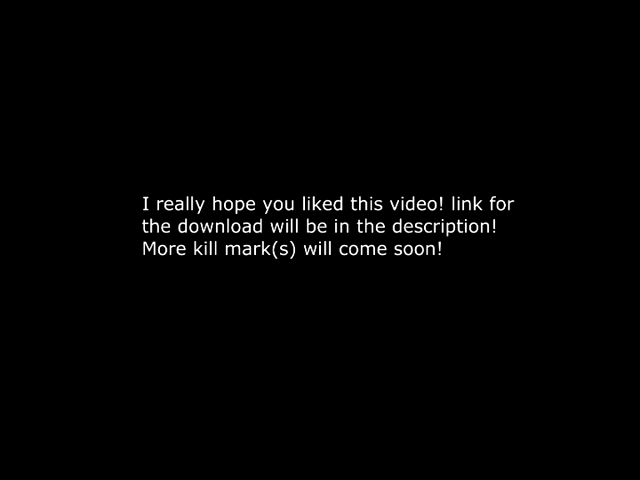 I really hope you liked this video! link for
the download will be in the description!
More kill mark(s) will come soon!